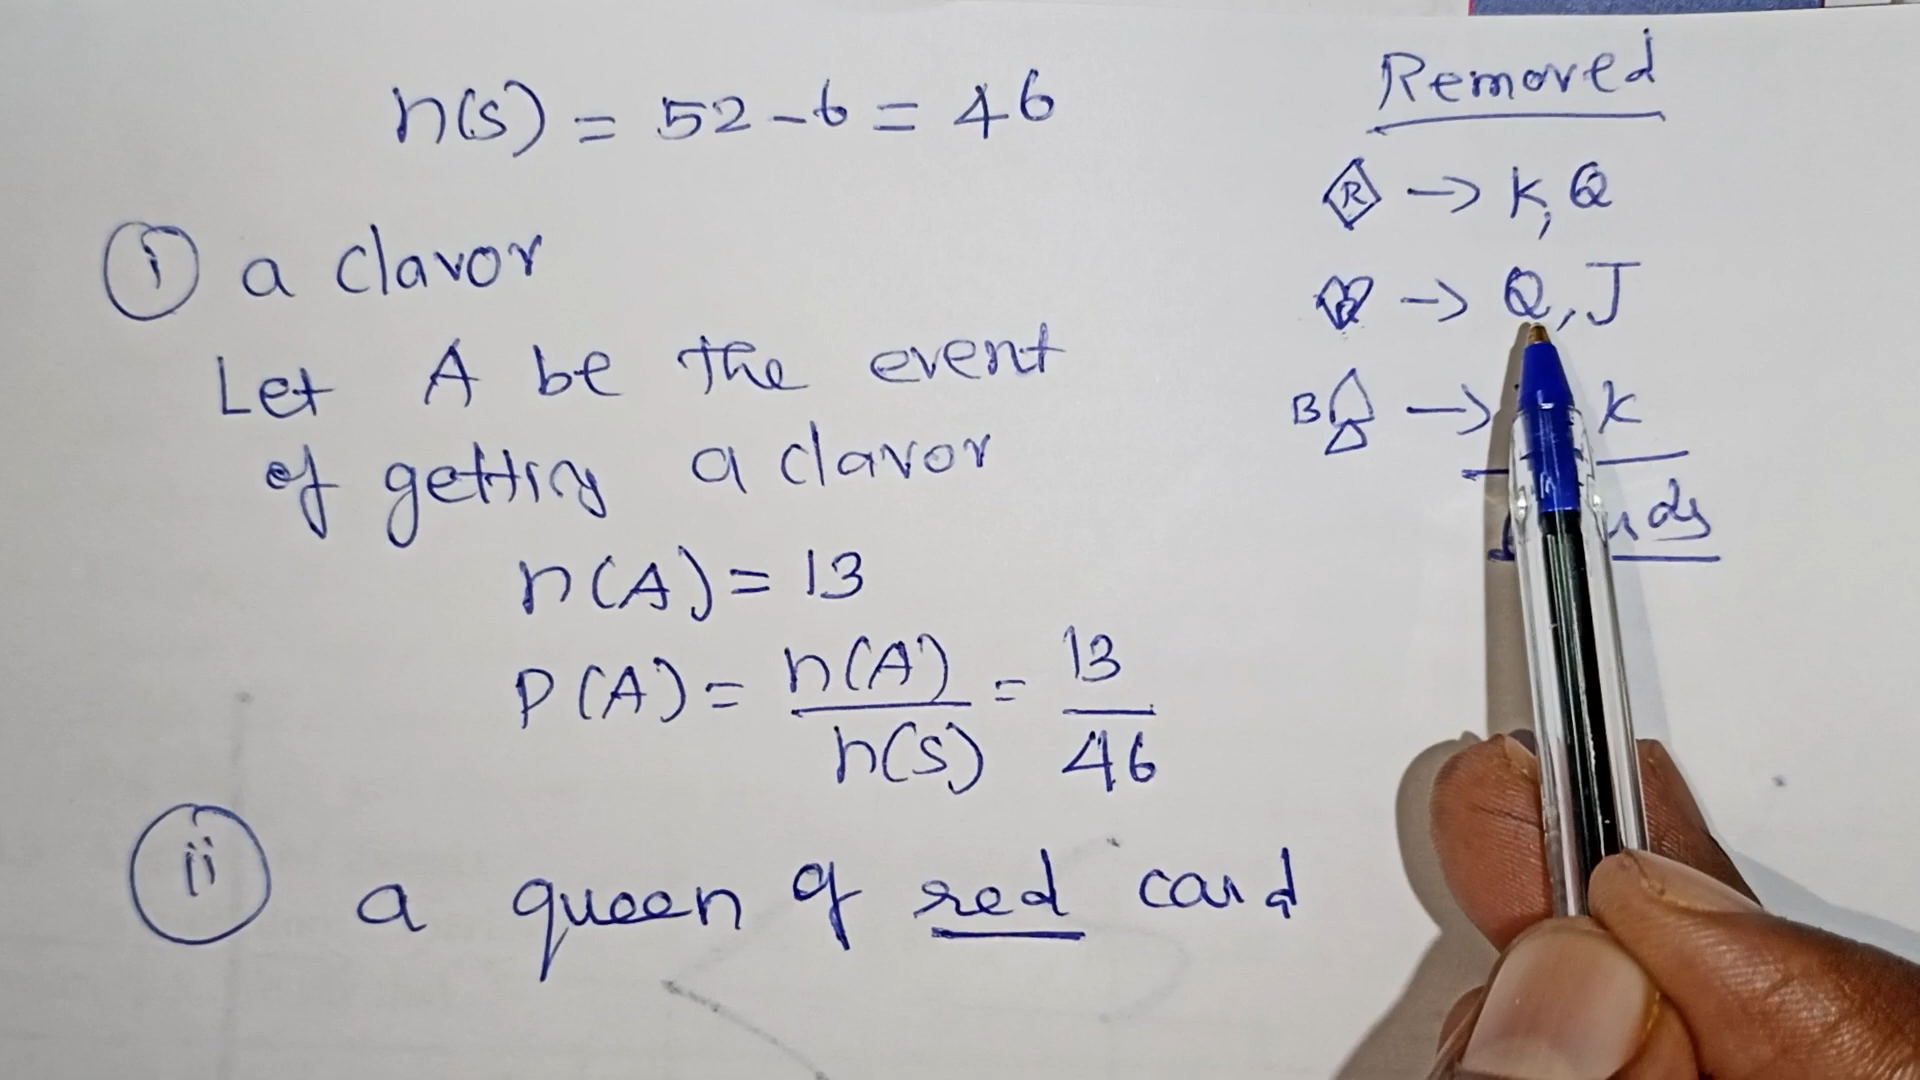 n(S) = 52 - 6 = 46
i a clavor
Let A be the event
of getting a clavor
n(A) = 13
P(A) = n(A) / n(S) = 13 / 46
ii a queen of red card
Removed
R → K, Q
→ Q, J
B → K